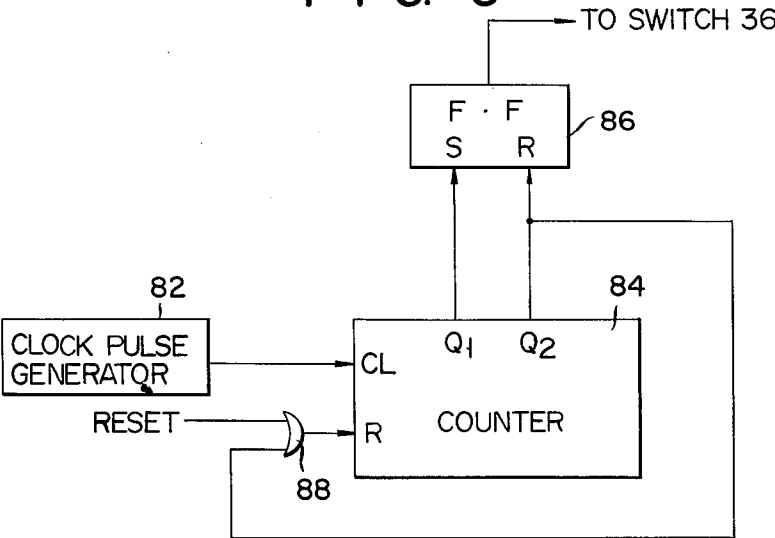 TO SWITCH 36
F · F
86
S R
82
84
CLOCK PULSE
GENERATOR
Q1 Q2
CL
RESET
R
COUNTER
88